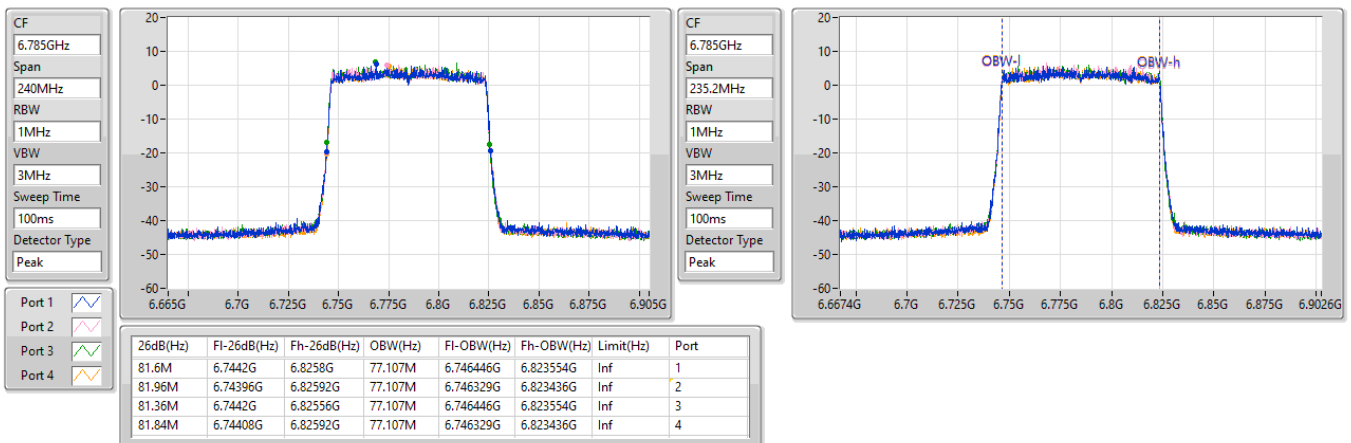 CF
6.785GHz
Span
240MHz
RBW
1MHz
VBW
3MHz
Sweep Time
100ms
Detector Type
Peak
20
10
0
-10
-20
-30
-40
-50
-60
6.665G 6.7G 6.725G 6.75G 6.775G 6.8G 6.825G 6.85G 6.875G 6.905G
CF
6.785GHz
Span
235.2MHz
RBW
1MHz
VBW
3MHz
Sweep Time
100ms
Detector Type
Peak
20
10
0
-10
-20
-30
-40
-50
-60
OBW-l OBW-h
6.6674G 6.7G 6.725G 6.75G 6.775G 6.8G 6.825G 6.85G 6.875G 6.9026G
Port 1
Port 2
Port 3
Port 4
26dB(Hz) Fl-26dB(Hz) Fh-26dB(Hz) OBW(Hz) Fl-OBW(Hz) Fh-OBW(Hz) Limit(Hz) Port
81.6M 6.7442G 6.8258G 77.107M 6.746446G 6.823554G Inf 1
81.96M 6.74396G 6.82592G 77.107M 6.746329G 6.823436G Inf 2
81.36M 6.7442G 6.82556G 77.107M 6.746446G 6.823554G Inf 3
81.84M 6.74408G 6.82592G 77.107M 6.746329G 6.823436G Inf 4